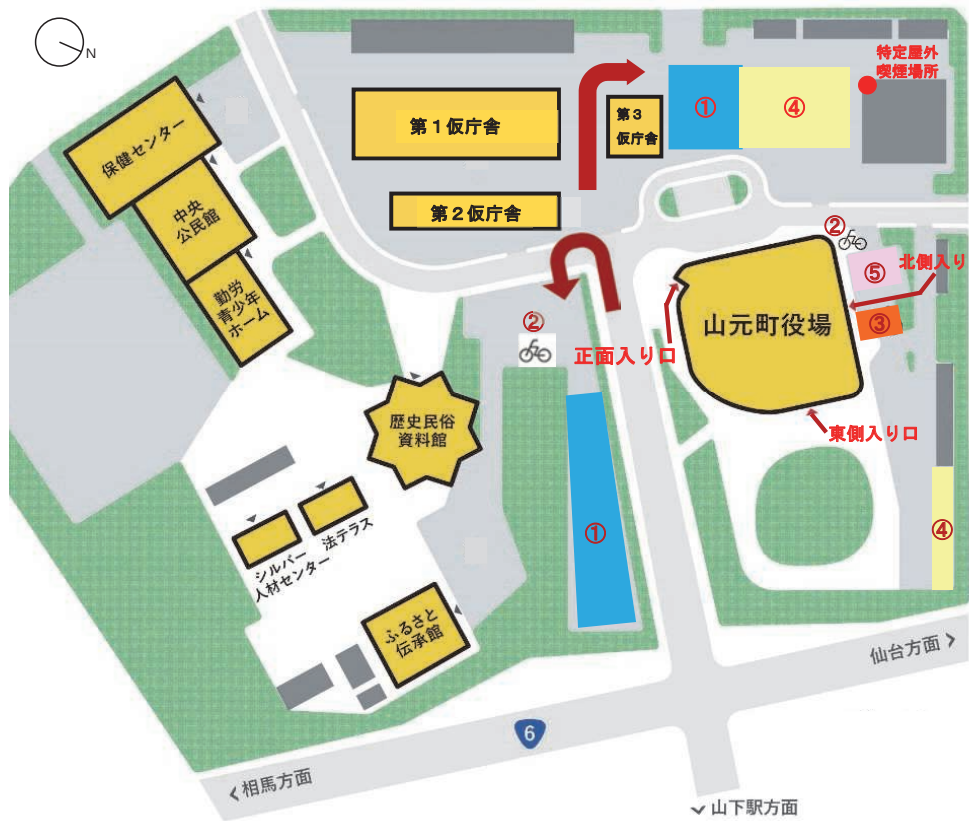 N
特定屋外
喫煙場所
第１仮庁舎
第３
仮庁舎
①
④
保健センター
中央
公民館
勤労
青少年
ホーム
第２仮庁舎
②
⑤
北側入り
③
山元町役場
正面入り口
東側入り口
②
歴史民俗
資料館
①
④
シルバー
人材センター
法テラス
ふるさと
伝承館
仙台方面
6
相馬方面
山下駅方面